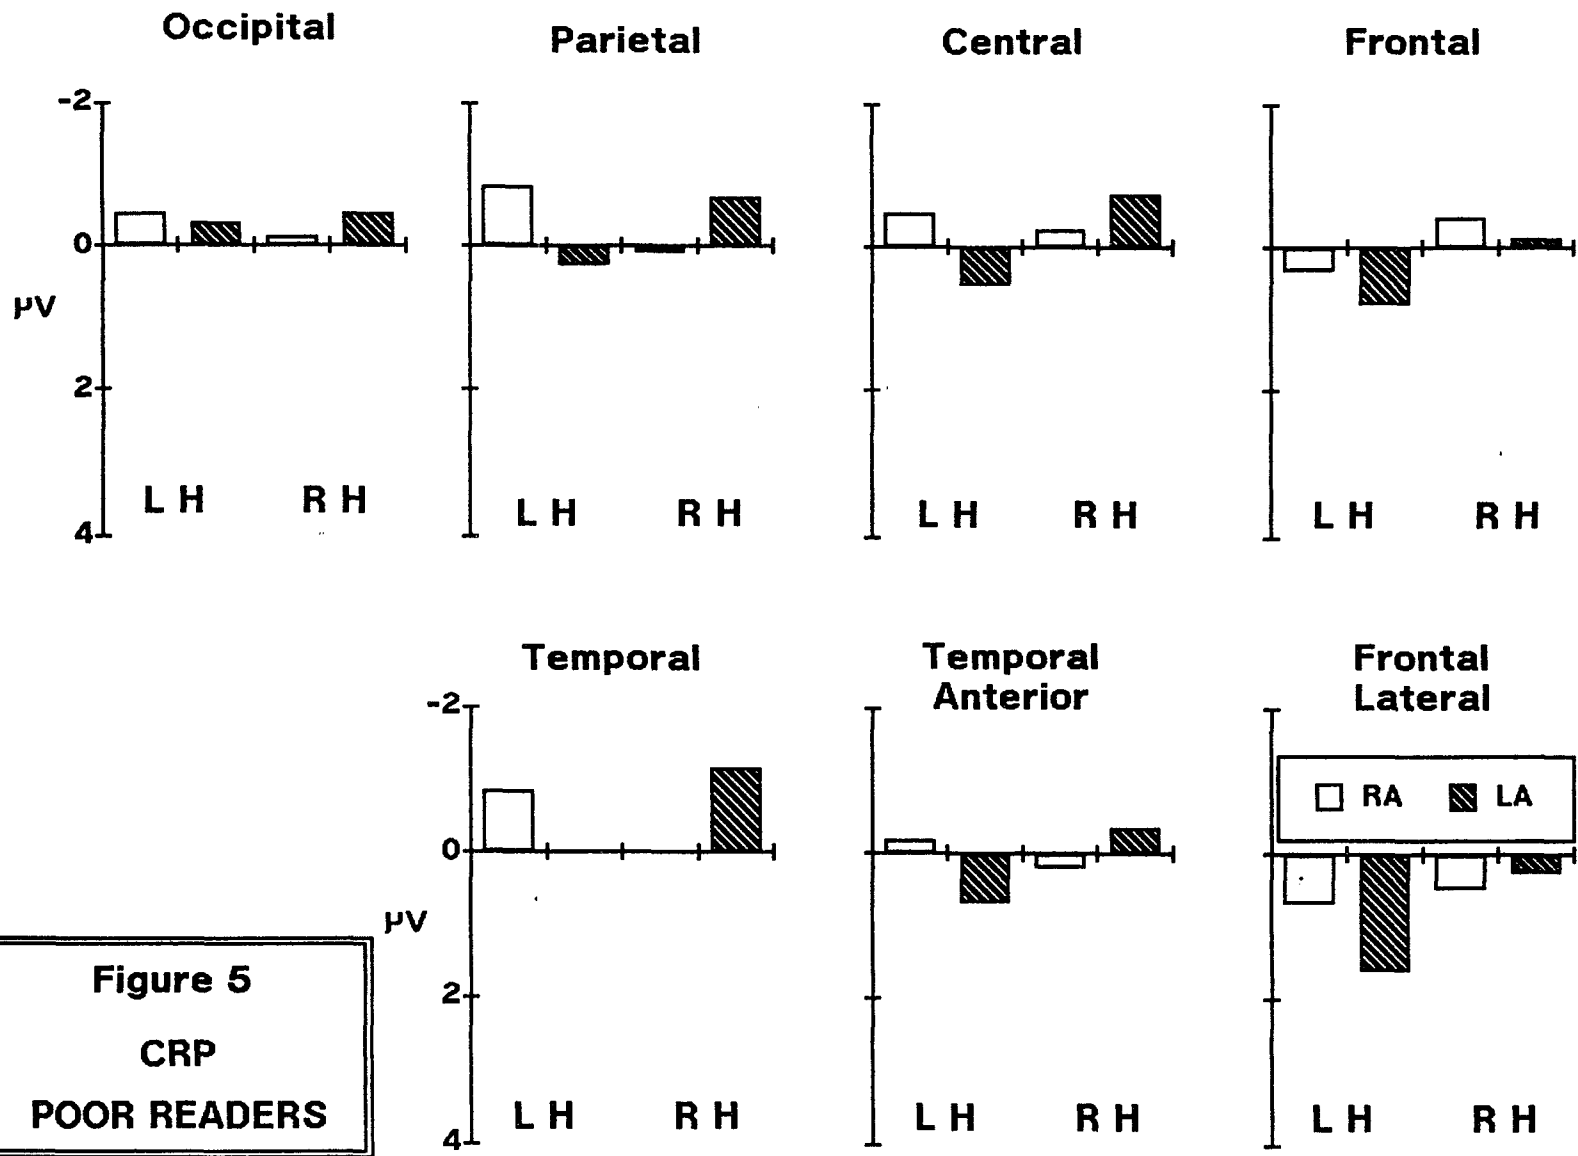 Occipital
Parietal
Central
Frontal
-2
0
µV
2
4
L H R H
L H R H
L H R H
L H R H
Temporal
Temporal
Anterior
Frontal
Lateral
-2
0
µV
2
4
RA LA
L H R H
L H R H
L H R H
Figure 5
CRP
POOR READERS